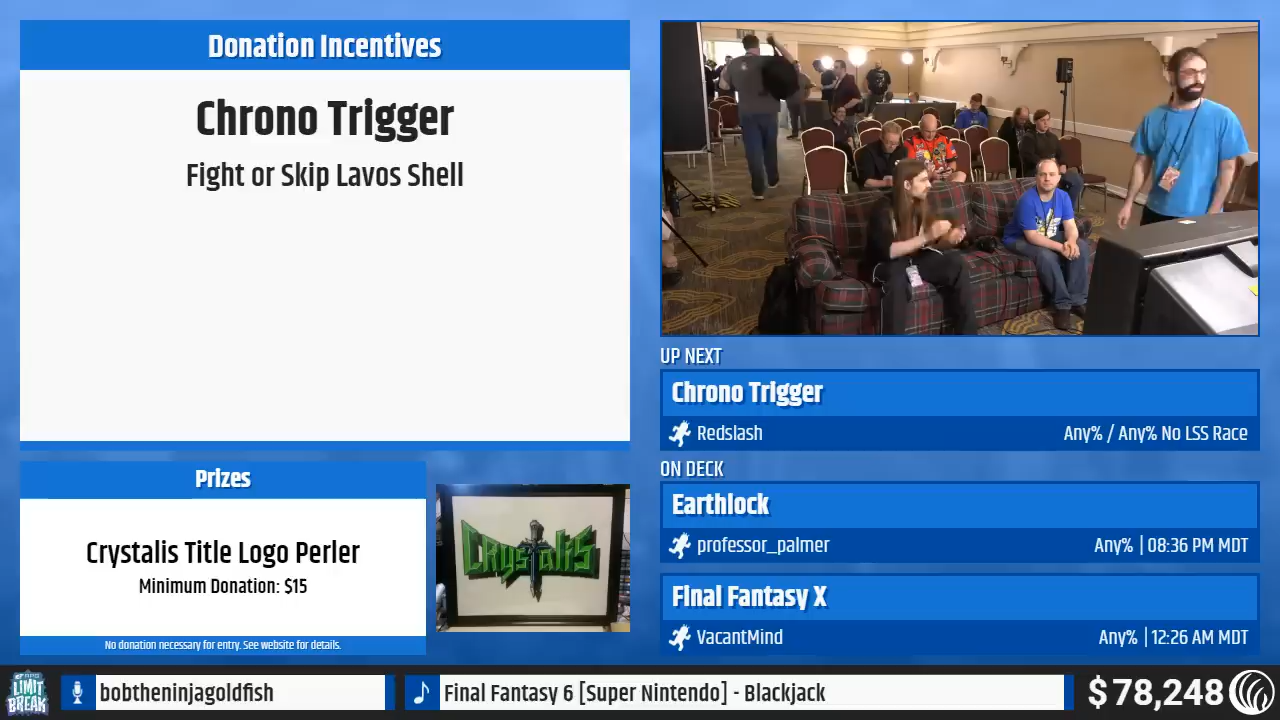 Donation Incentives
Chrono Trigger
Fight or Skip Lavos Shell
Prizes
Crystalis Title Logo Perler
Minimum Donation: $15
No donation necessary for entry. See website for details.
Crystalis
UP NEXT
Chrono Trigger
Redslash
Any% / Any% No LSS Race
ON DECK
Earthlock
professor_palmer
Any% | 08:36 PM MDT
Final Fantasy X
VacantMind
Any% | 12:26 AM MDT
RPG
LIMIT
BREAK
bobtheninjagoldfish
Final Fantasy 6 [Super Nintendo] - Blackjack
$78,248